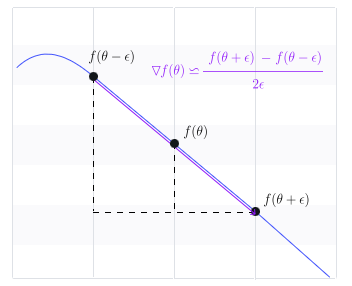 f(θ − ϵ)
∇f(θ) ≌ f(θ + ϵ) − f(θ − ϵ)
2ϵ
f(θ)
f(θ + ϵ)